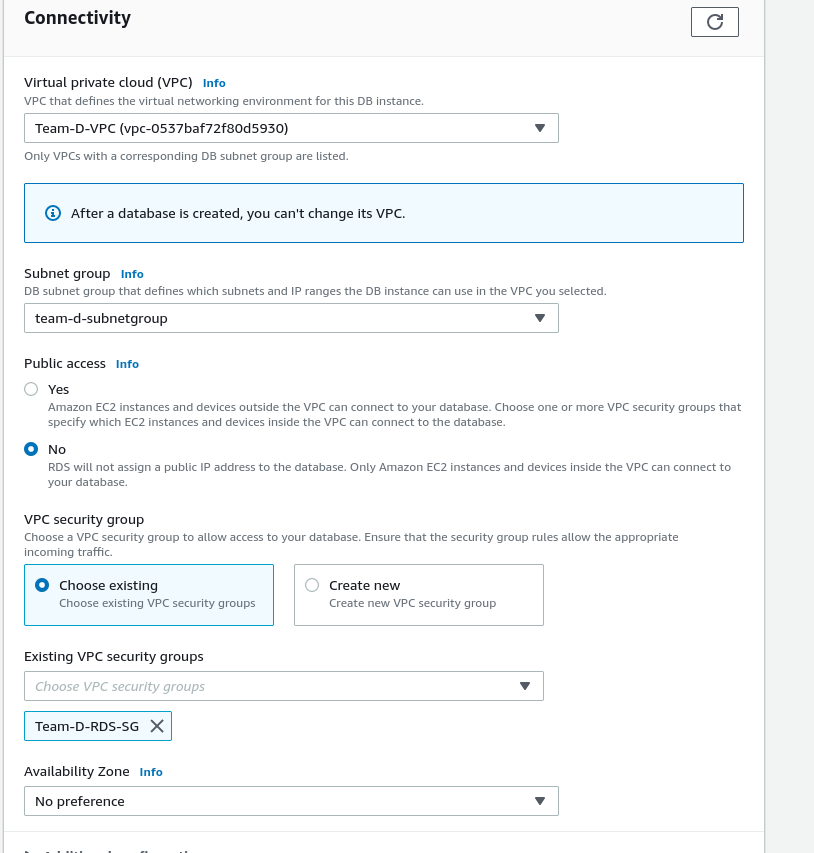 Connectivity
Virtual private cloud (VPC) Info
VPC that defines the virtual networking environment for this DB instance.
Team-D-VPC (vpc-0537baf72f80d5930)
Only VPCs with a corresponding DB subnet group are listed.
After a database is created, you can't change its VPC.
Subnet group Info
DB subnet group that defines which subnets and IP ranges the DB instance can use in the VPC you selected.
team-d-subnetgroup
Public access Info
Yes
Amazon EC2 instances and devices outside the VPC can connect to your database. Choose one or more VPC security groups that
specify which EC2 instances and devices inside the VPC can connect to the database.
No
RDS will not assign a public IP address to the database. Only Amazon EC2 instances and devices inside the VPC can connect to
your database.
VPC security group
Choose a VPC security group to allow access to your database. Ensure that the security group rules allow the appropriate
incoming traffic.
Choose existing
Choose existing VPC security groups
Create new
Create new VPC security group
Existing VPC security groups
Choose VPC security groups
Team-D-RDS-SG
Availability Zone Info
No preference